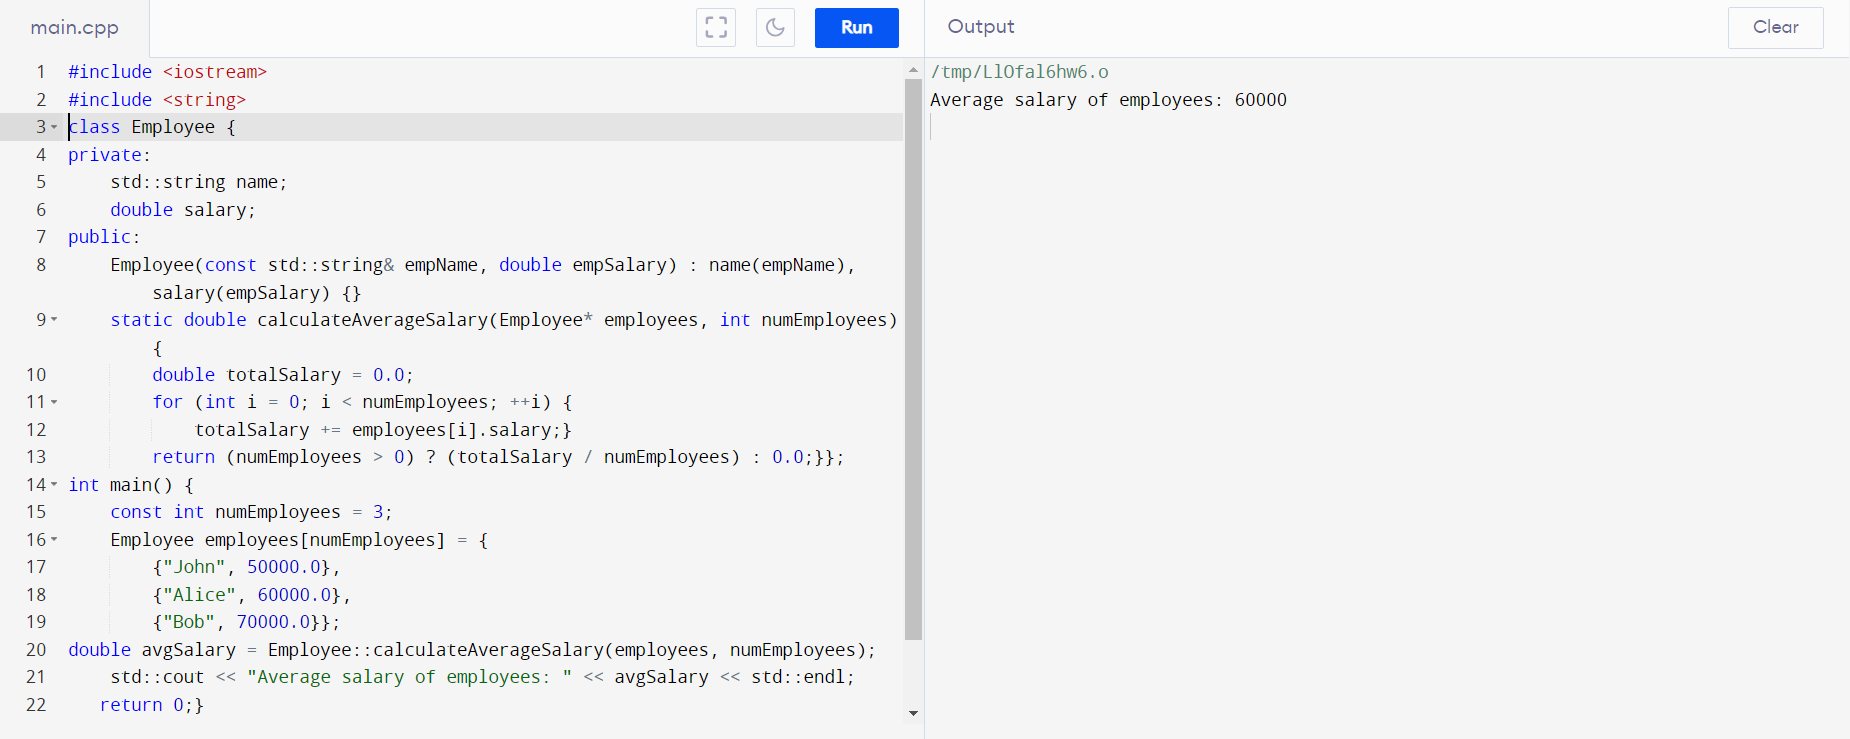 main.cpp
Run
Output
Clear
1 #include <iostream>
2 #include <string>
3 class Employee {
4 private:
5     std::string name;
6     double salary;
7 public:
8     Employee(const std::string& empName, double empSalary) : name(empName),
        salary(empSalary) {}
9     static double calculateAverageSalary(Employee* employees, int numEmployees)
        {
10         double totalSalary = 0.0;
11         for (int i = 0; i < numEmployees; ++i) {
12             totalSalary += employees[i].salary;}
13         return (numEmployees > 0) ? (totalSalary / numEmployees) : 0.0;}};
14 int main() {
15     const int numEmployees = 3;
16     Employee employees[numEmployees] = {
17         {"John", 50000.0},
18         {"Alice", 60000.0},
19         {"Bob", 70000.0}};
20 double avgSalary = Employee::calculateAverageSalary(employees, numEmployees);
21     std::cout << "Average salary of employees: " << avgSalary << std::endl;
22    return 0;}
/tmp/LlOfal6hw6.o
Average salary of employees: 60000